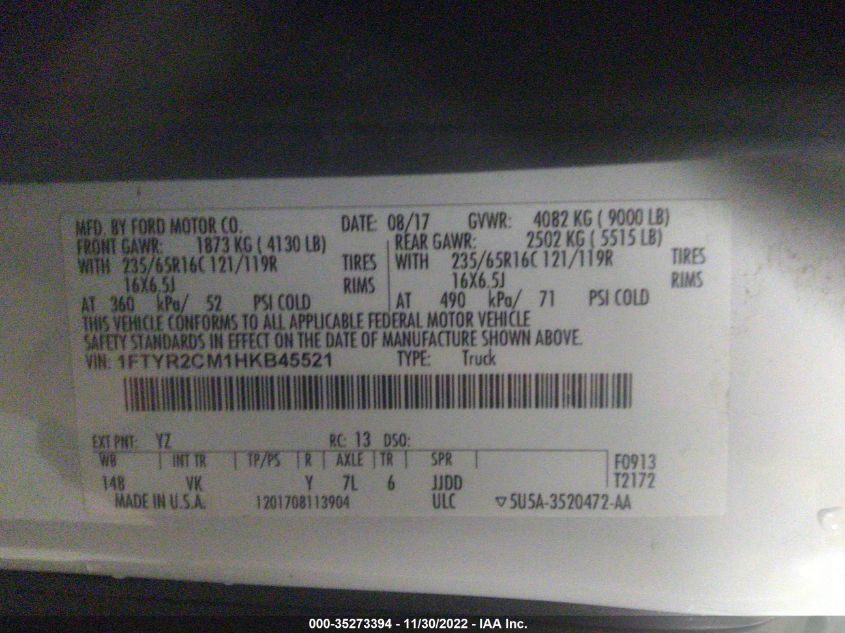 MFD. BY FORD MOTOR CO. DATE: 08/17 GVWR: 4082 KG ( 9000 LB)
FRONT GAWR: 1873 KG ( 4130 LB) REAR GAWR: 2502 KG ( 5515 LB)
WITH 235/65R16C 121/119R TIRES WITH 235/65R16C 121/119R TIRES
16X6.5J RIMS 16X6.5J RIMS
AT 360 kPa/ 52 PSI COLD AT 490 kPa/ 71 PSI COLD
THIS VEHICLE CONFORMS TO ALL APPLICABLE FEDERAL MOTOR VEHICLE
SAFETY STANDARDS IN EFFECT ON THE DATE OF MANUFACTURE SHOWN ABOVE.
VIN: 1FTYR2CM1HKB45521 TYPE: Truck
EXT PNT: YZ RC: 13 DSO:
WB INT TR TP/PS R AXLE TR SPR F0913
148 VK Y 7L 6 JJDD T2172
MADE IN U.S.A. 1201708113904 ULC ▽5U5A-3520472-AA
000-35273394 - 11/30/2022 - IAA Inc.